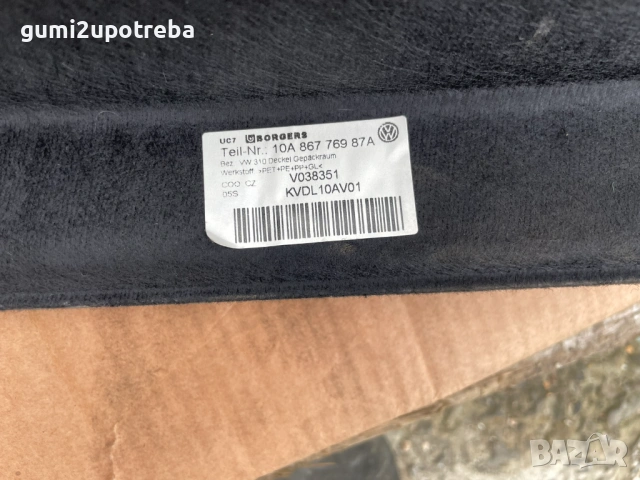 gumi2upotreba
UC7 BORGERS
Teil-Nr.: 10A 867 769 87A
Bez.: VW 310 Deckel Gepäckraum
Werkstoff: >PET+PE+PP+GL<
COO: CZ V038351
05S KVDL10AV01
BAZAR